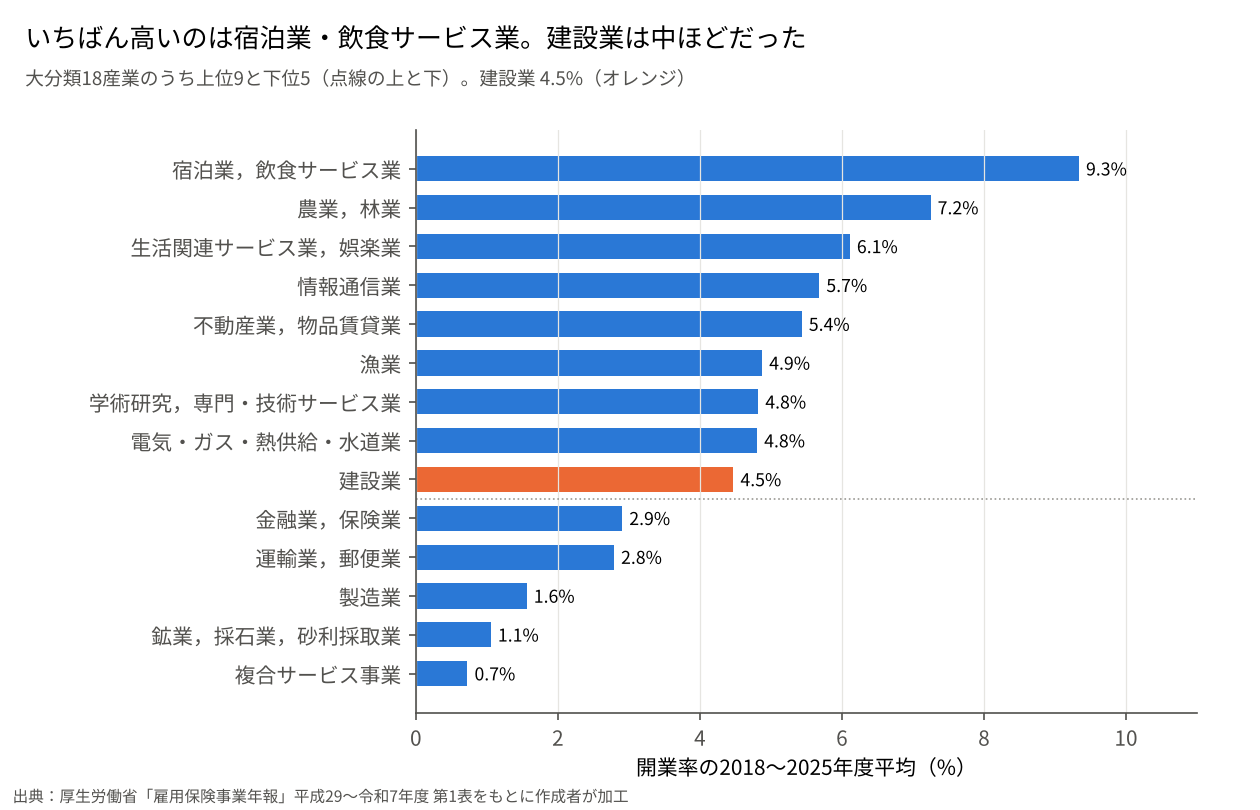 いちばん高いのは宿泊業・飲食サービス業。建設業は中ほどだった
大分類18産業のうち上位9と下位5（点線の上と下）。建設業 4.5%（オレンジ）
宿泊業，飲食サービス業 9.3%
農業，林業 7.2%
生活関連サービス業，娯楽業 6.1%
情報通信業 5.7%
不動産業，物品賃貸業 5.4%
漁業 4.9%
学術研究，専門・技術サービス業 4.8%
電気・ガス・熱供給・水道業 4.8%
建設業 4.5%
金融業，保険業 2.9%
運輸業，郵便業 2.8%
製造業 1.6%
鉱業，採石業，砂利採取業 1.1%
複合サービス事業 0.7%
0 2 4 6 8 10
開業率の2018～2025年度平均（%）
出典：厚生労働省「雇用保険事業年報」平成29～令和7年度 第1表をもとに作成者が加工